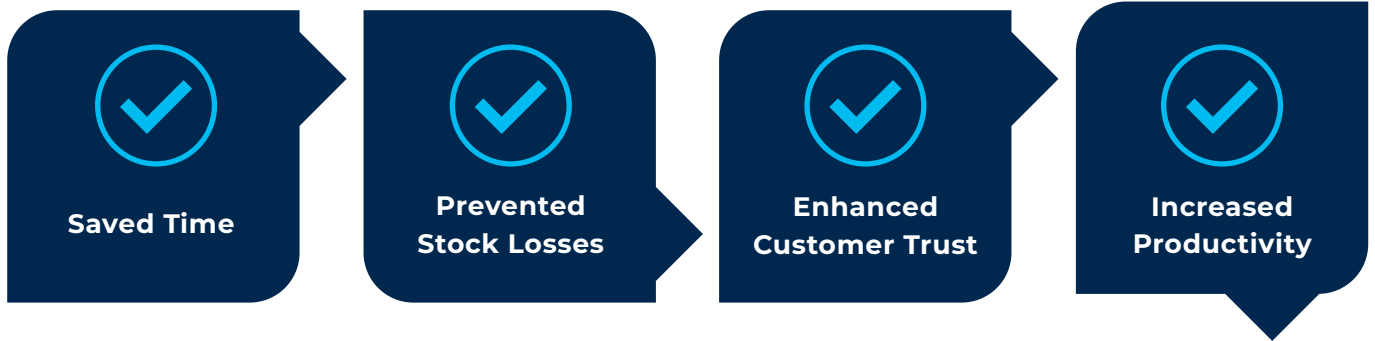 Saved Time
Prevented
Stock Losses
Enhanced
Customer Trust
Increased
Productivity